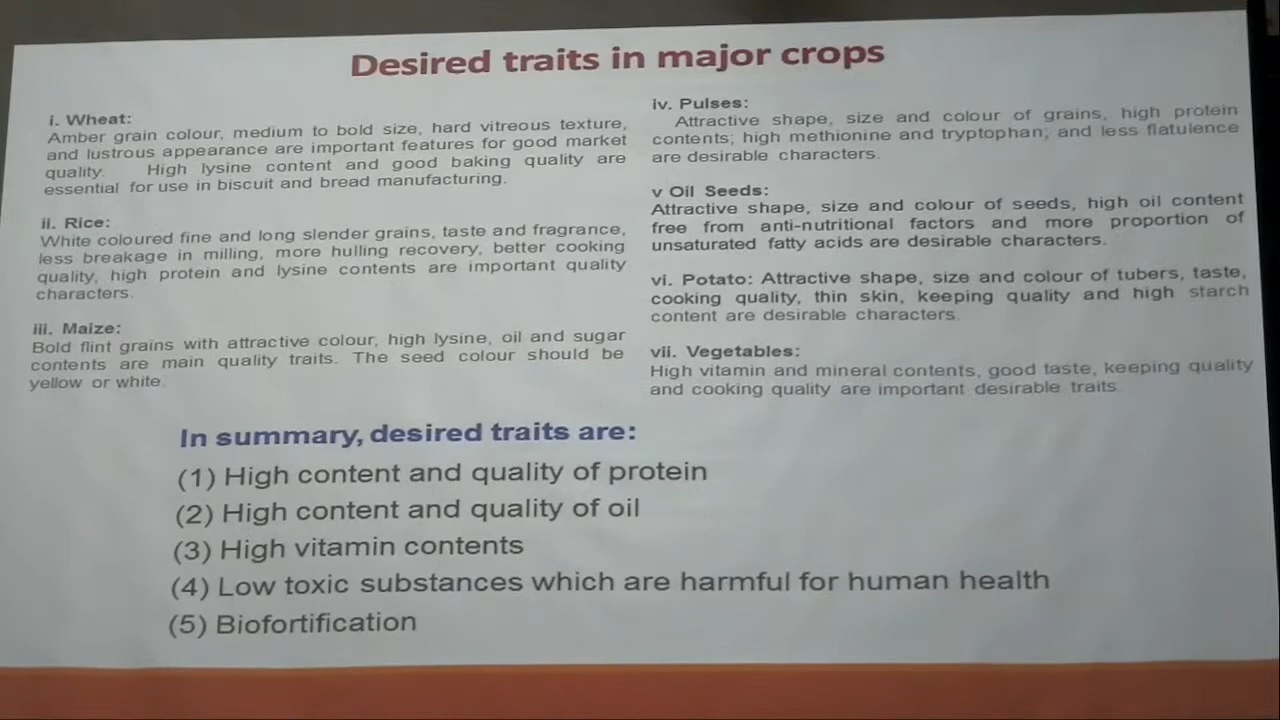 Desired traits in major crops
i. Wheat:
Amber grain colour, medium to bold size, hard vitreous texture,
and lustrous appearance are important features for good market
quality. High lysine content and good baking quality are
essential for use in biscuit and bread manufacturing.
ii. Rice:
White coloured fine and long slender grains, taste and fragrance,
less breakage in milling, more hulling recovery, better cooking
quality, high protein and lysine contents are important quality
characters.
iii. Maize:
Bold flint grains with attractive colour, high lysine, oil and sugar
contents are main quality traits. The seed colour should be
yellow or white.
iv. Pulses:
Attractive shape, size and colour of grains, high protein
contents; high methionine and tryptophan; and less flatulence
are desirable characters.
v Oil Seeds:
Attractive shape, size and colour of seeds, high oil content
free from anti-nutritional factors and more proportion of
unsaturated fatty acids are desirable characters.
vi. Potato: Attractive shape, size and colour of tubers, taste,
cooking quality, thin skin, keeping quality and high starch
content are desirable characters.
vii. Vegetables:
High vitamin and mineral contents, good taste, keeping quality
and cooking quality are important desirable traits.
In summary, desired traits are:
(1) High content and quality of protein
(2) High content and quality of oil
(3) High vitamin contents
(4) Low toxic substances which are harmful for human health
(5) Biofortification